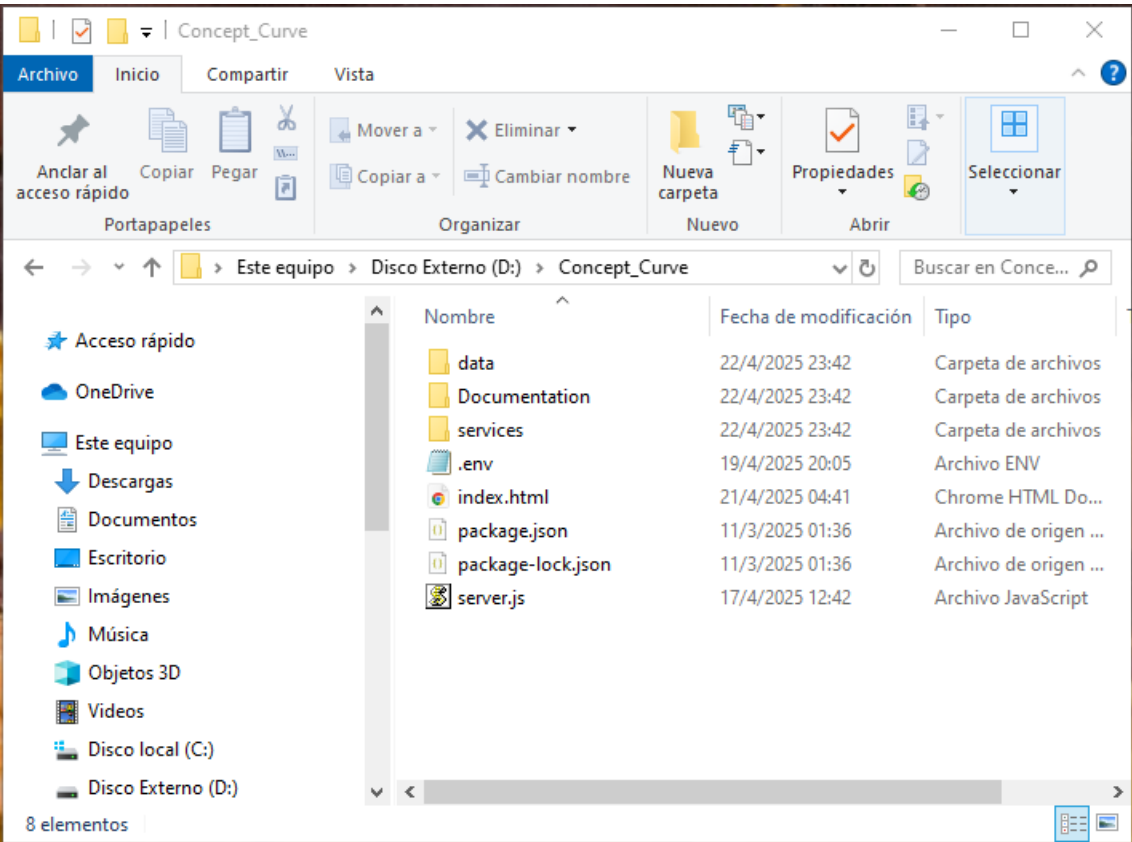 Concept_Curve
Archivo Inicio Compartir Vista
Anclar al acceso rápido
Copiar
Pegar
Portapapeles
Mover a
Copiar a
Eliminar
Cambiar nombre
Organizar
Nueva carpeta
Nuevo
Propiedades
Abrir
Seleccionar
Este equipo > Disco Externo (D:) > Concept_Curve
Buscar en Conce...
Acceso rápido
OneDrive
Este equipo
Descargas
Documentos
Escritorio
Imágenes
Música
Objetos 3D
Videos
Disco local (C:)
Disco Externo (D:)
Nombre Fecha de modificación Tipo
data 22/4/2025 23:42 Carpeta de archivos
Documentation 22/4/2025 23:42 Carpeta de archivos
services 22/4/2025 23:42 Carpeta de archivos
.env 19/4/2025 20:05 Archivo ENV
index.html 21/4/2025 04:41 Chrome HTML Do...
package.json 11/3/2025 01:36 Archivo de origen ...
package-lock.json 11/3/2025 01:36 Archivo de origen ...
server.js 17/4/2025 12:42 Archivo JavaScript
8 elementos